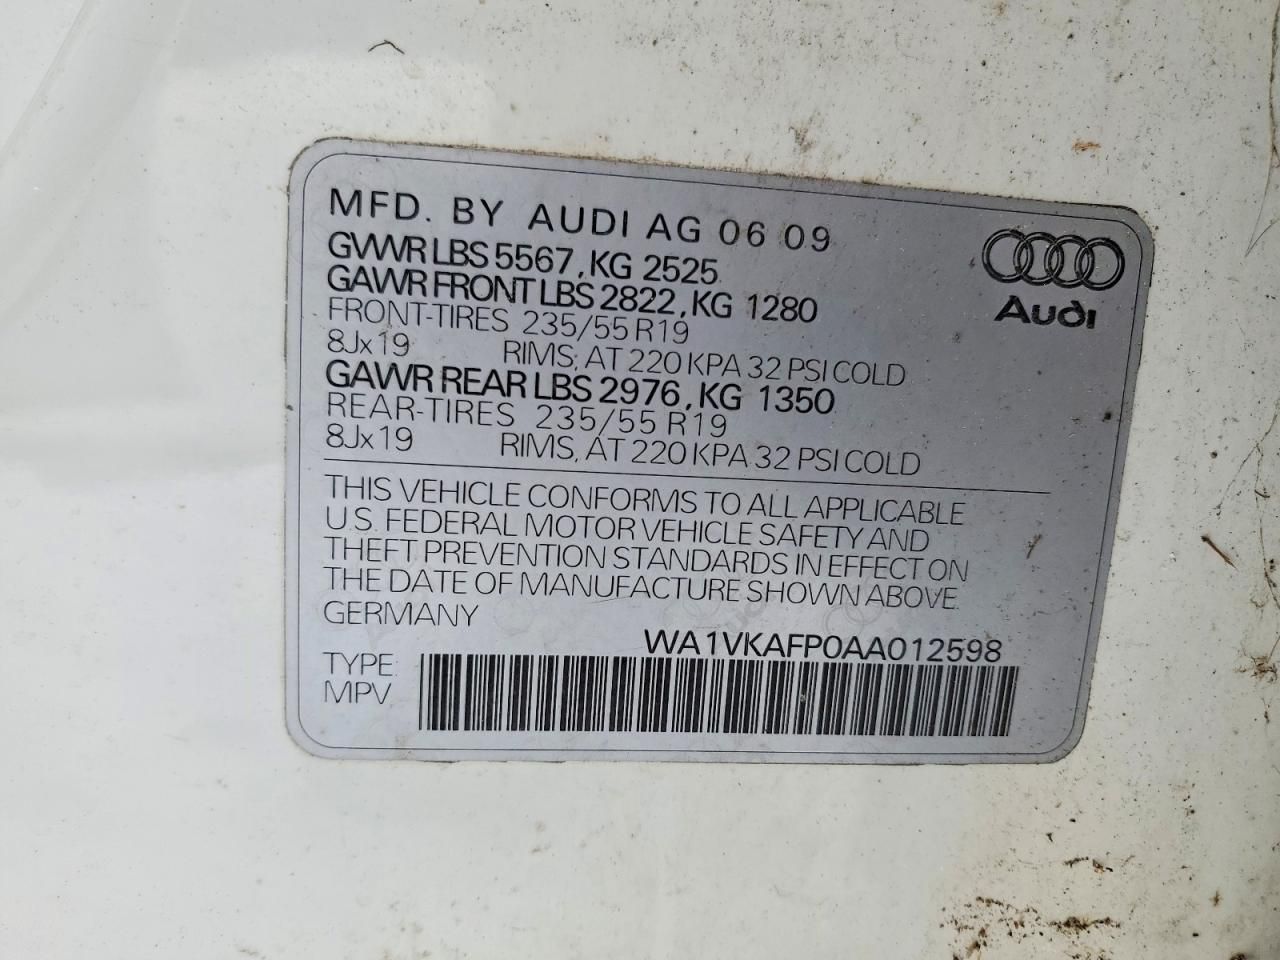 MFD. BY AUDI AG 06 09
GVWR LBS 5567, KG 2525
GAWR FRONT LBS 2822, KG 1280
FRONT-TIRES 235/55 R19
8Jx19 RIMS, AT 220 KPA 32 PSI COLD
GAWR REAR LBS 2976, KG 1350
REAR-TIRES 235/55 R19
8Jx19 RIMS, AT 220 KPA 32 PSI COLD
Audi
THIS VEHICLE CONFORMS TO ALL APPLICABLE
U.S. FEDERAL MOTOR VEHICLE SAFETY AND
THEFT PREVENTION STANDARDS IN EFFECT ON
THE DATE OF MANUFACTURE SHOWN ABOVE.
GERMANY
WA1VKAFP0AA012598
TYPE:
MPV